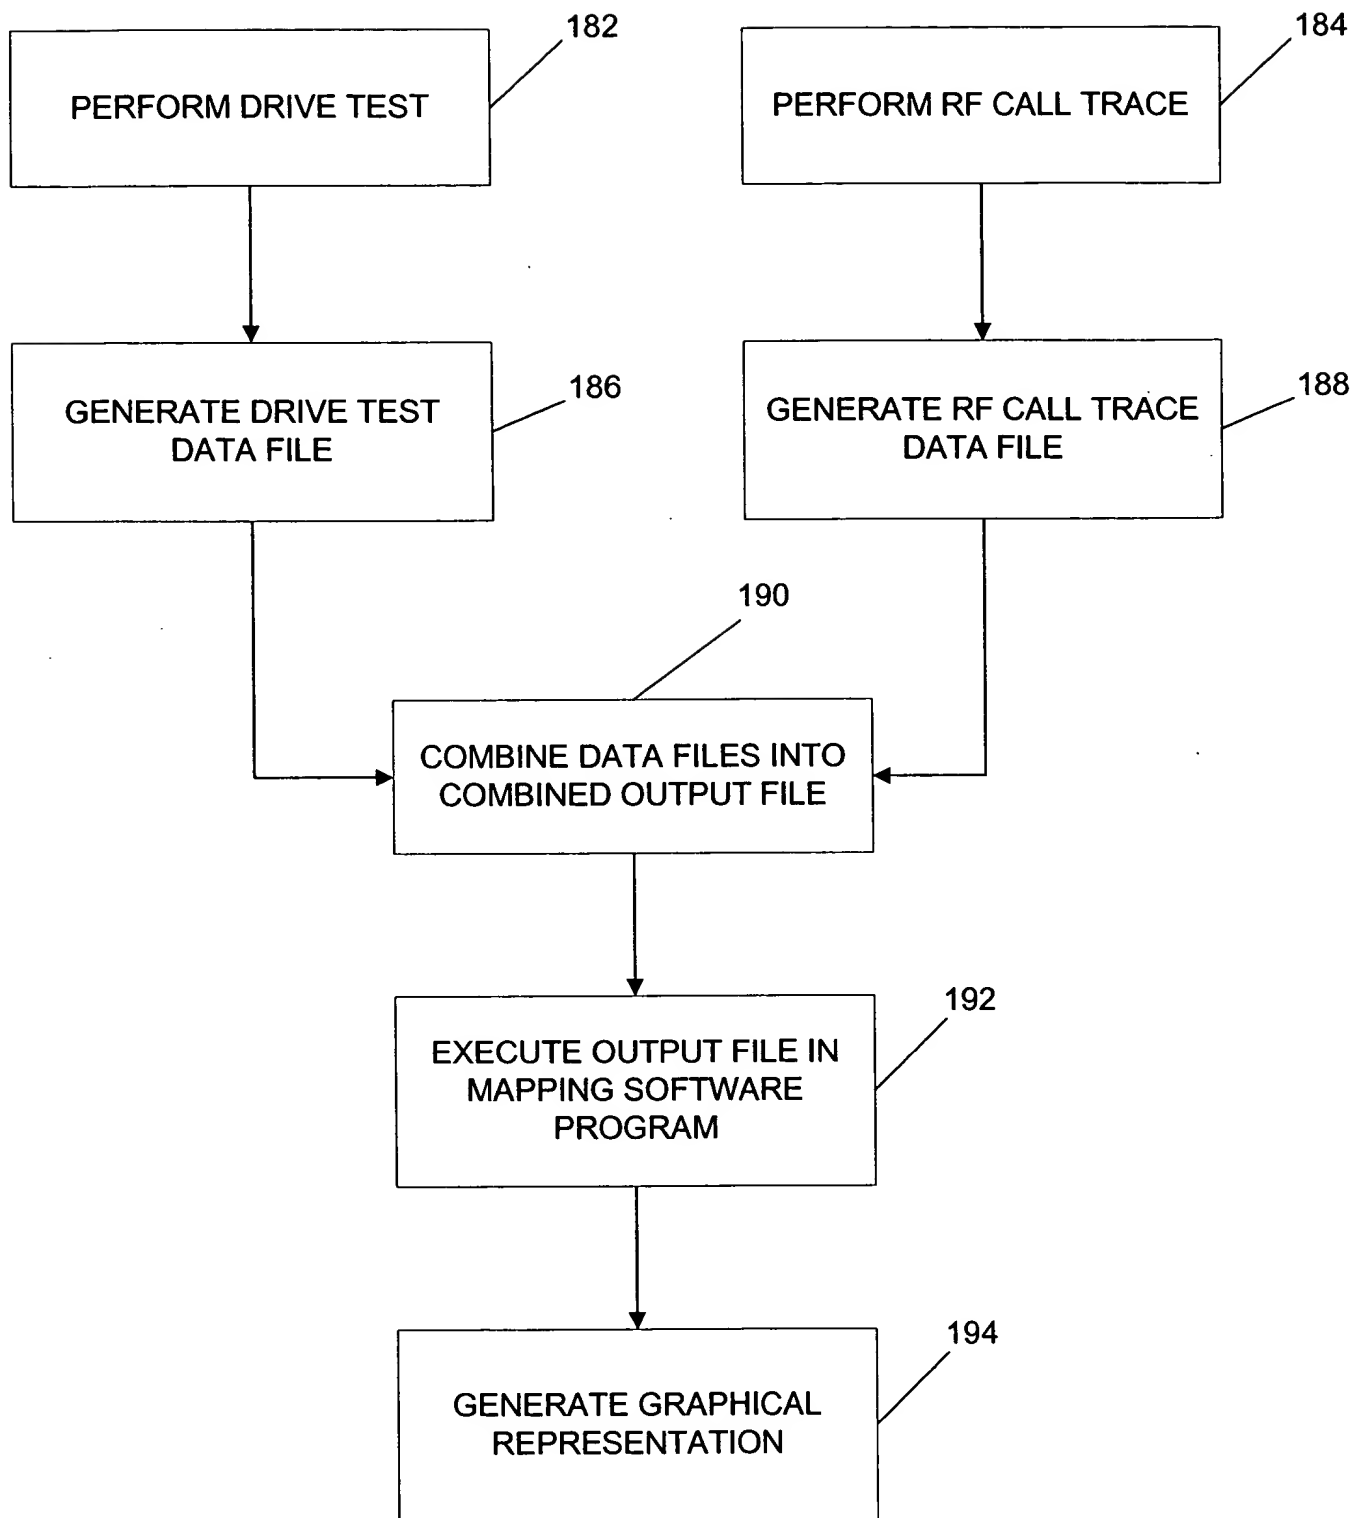 182
184
PERFORM DRIVE TEST
PERFORM RF CALL TRACE
186
188
GENERATE DRIVE TEST
DATA FILE
GENERATE RF CALL TRACE
DATA FILE
190
COMBINE DATA FILES INTO
COMBINED OUTPUT FILE
192
EXECUTE OUTPUT FILE IN
MAPPING SOFTWARE
PROGRAM
194
GENERATE GRAPHICAL
REPRESENTATION